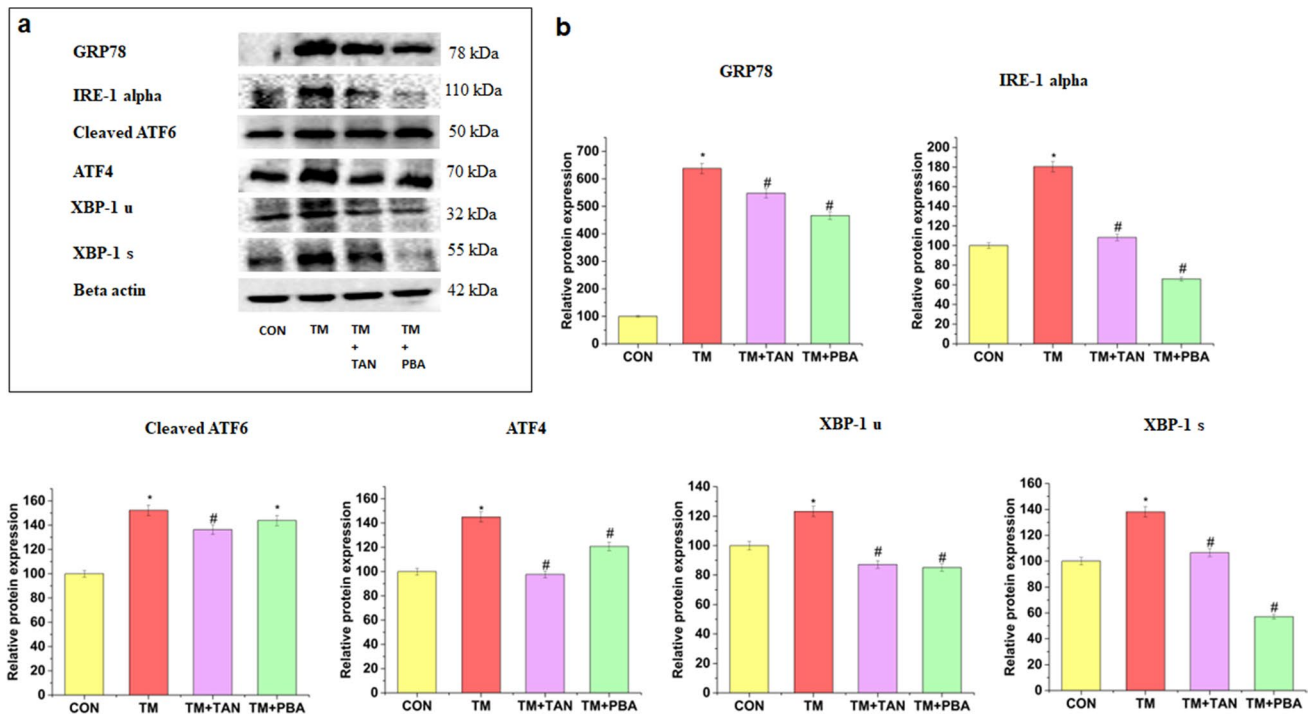 a
GRP78
78 kDa
IRE-1 alpha
110 kDa
Cleaved ATF6
50 kDa
ATF4
70 kDa
XBP-1 u
32 kDa
XBP-1 s
55 kDa
Beta actin
42 kDa
CON TM TM TM
+ +
TAN PBA
b
GRP78
Relative protein expression
700
600
500
400
300
200
100
0
* # #
CON TM TM+TAN TM+PBA
IRE-1 alpha
Relative protein expression
200
180
160
140
120
100
80
60
40
20
0
* # #
CON TM TM+TAN TM+PBA
Cleaved ATF6
Relative protein expression
160
140
120
100
80
60
40
20
0
* # *
CON TM TM+TAN TM+PBA
ATF4
Relative protein expression
160
140
120
100
80
60
40
20
0
* # #
CON TM TM+TAN TM+PBA
XBP-1 u
Relative protein expression
140
120
100
80
60
40
20
0
* # #
CON TM TM+TAN TM+PBA
XBP-1 s
Relative protein expression
160
140
120
100
80
60
40
20
0
* # #
CON TM TM+TAN TM+PBA